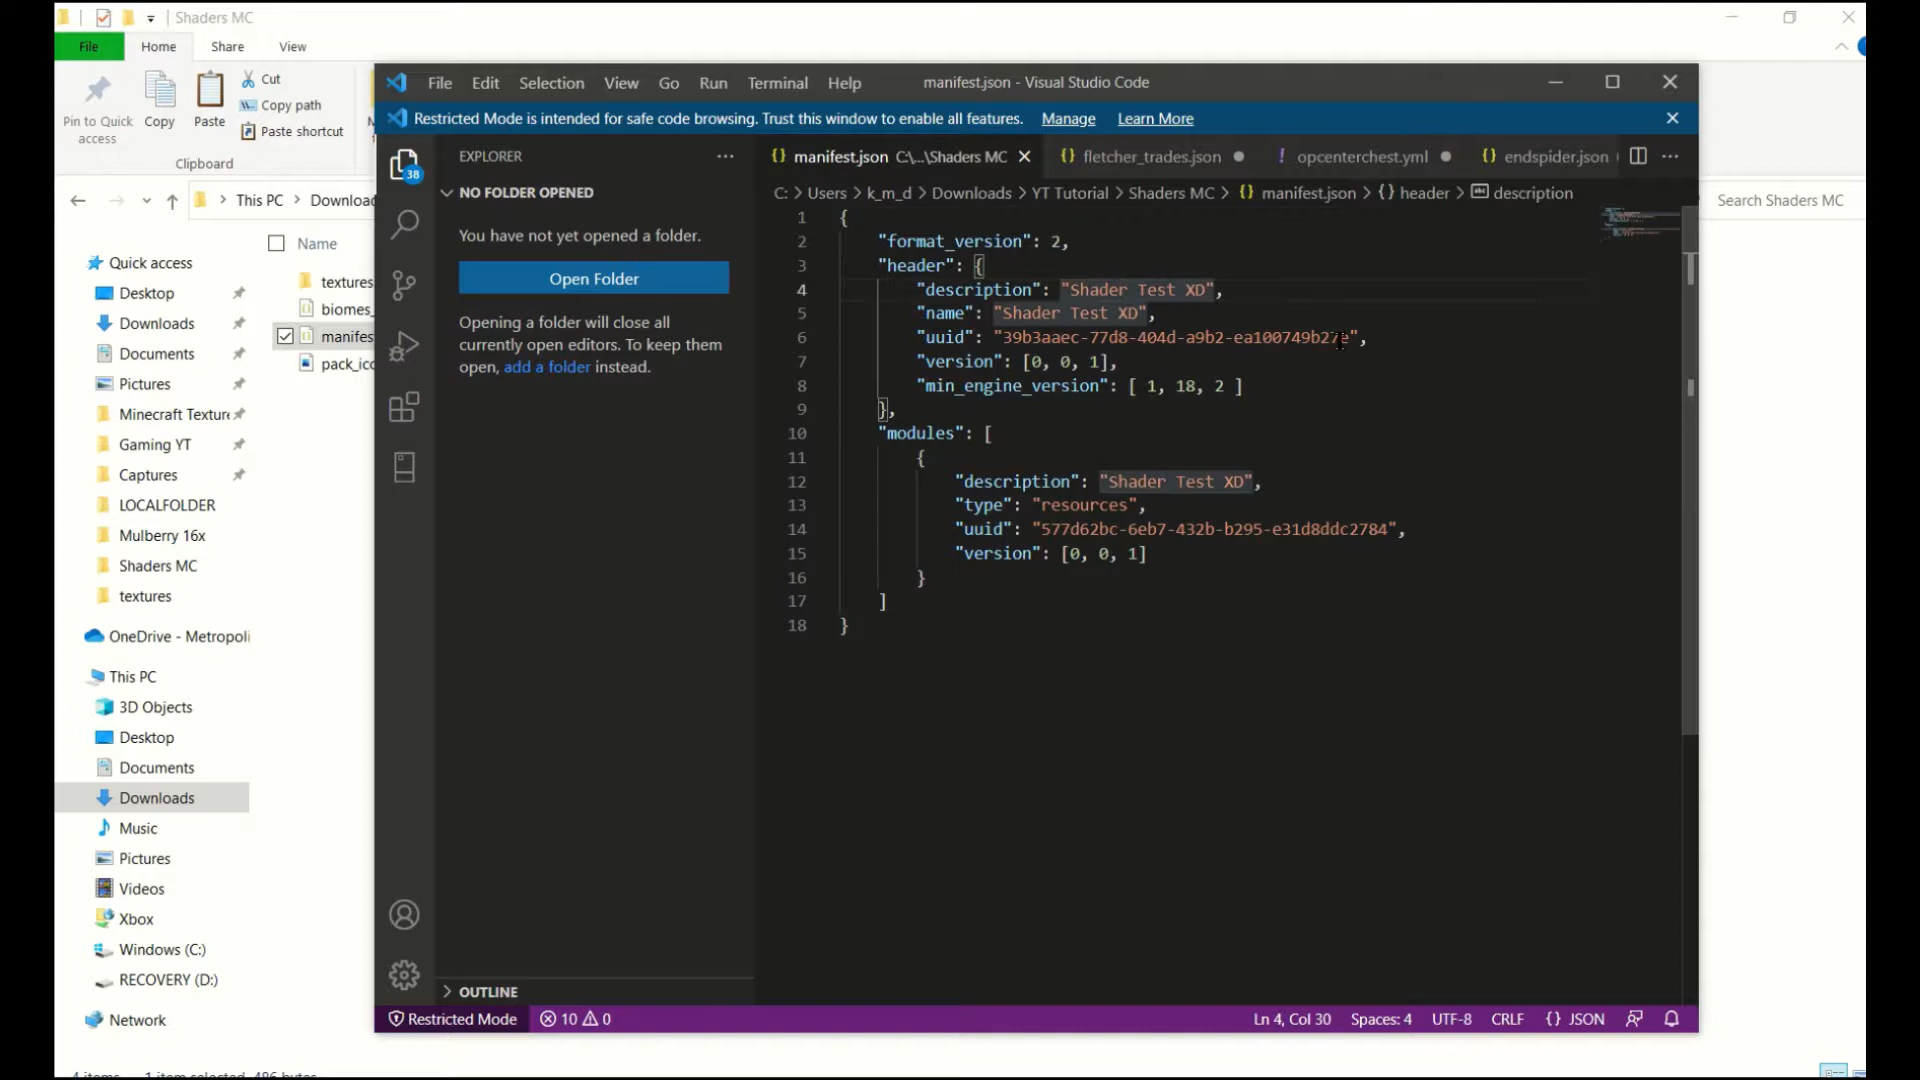 Shaders MC
File Home Share View
Pin to Quick access
Copy
Paste
Cut
Copy path
Paste shortcut
Clipboard
This PC > Downloa
Search Shaders MC
Name
textures
biomes_
manifes
pack_ico
Quick access
Desktop
Downloads
Documents
Pictures
Minecraft Texture
Gaming YT
Captures
LOCALFOLDER
Mulberry 16x
Shaders MC
textures
OneDrive - Metropoli
This PC
3D Objects
Desktop
Documents
Downloads
Music
Pictures
Videos
Xbox
Windows (C:)
RECOVERY (D:)
Network
File Edit Selection View Go Run Terminal Help manifest.json - Visual Studio Code
Restricted Mode is intended for safe code browsing. Trust this window to enable all features. Manage Learn More
EXPLORER
38
NO FOLDER OPENED
You have not yet opened a folder.
Open Folder
Opening a folder will close all
currently open editors. To keep them
open, add a folder instead.
OUTLINE
{} manifest.json C:\...\Shaders MC {} fletcher_trades.json ! opcenterchest.yml {} endspider.json
C: > Users > k_m_d > Downloads > YT Tutorial > Shaders MC > {} manifest.json > {} header > description
1 {
2 "format_version": 2,
3 "header": {
4 "description": "Shader Test XD",
5 "name": "Shader Test XD",
6 "uuid": "39b3aaec-77d8-404d-a9b2-ea100749b27e",
7 "version": [0, 0, 1],
8 "min_engine_version": [ 1, 18, 2 ]
9 },
10 "modules": [
11 {
12 "description": "Shader Test XD",
13 "type": "resources",
14 "uuid": "577d62bc-6eb7-432b-b295-e31d8ddc2784",
15 "version": [0, 0, 1]
16 }
17 ]
18 }
Restricted Mode 10 0 Ln 4, Col 30 Spaces: 4 UTF-8 CRLF {} JSON
4 items 1 item selected 486 bytes